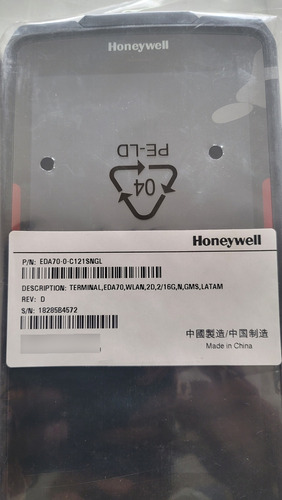 Honeywell
PE-LD
04
Honeywell
P/N: EDA70-0-C121SNGL
DESCRIPTION: TERMINAL,EDA70,WLAN,2D,2/16G,N,GMS,LATAM
REV: D
S/N: 18285B4572
中國製造/中国制造
Made in China